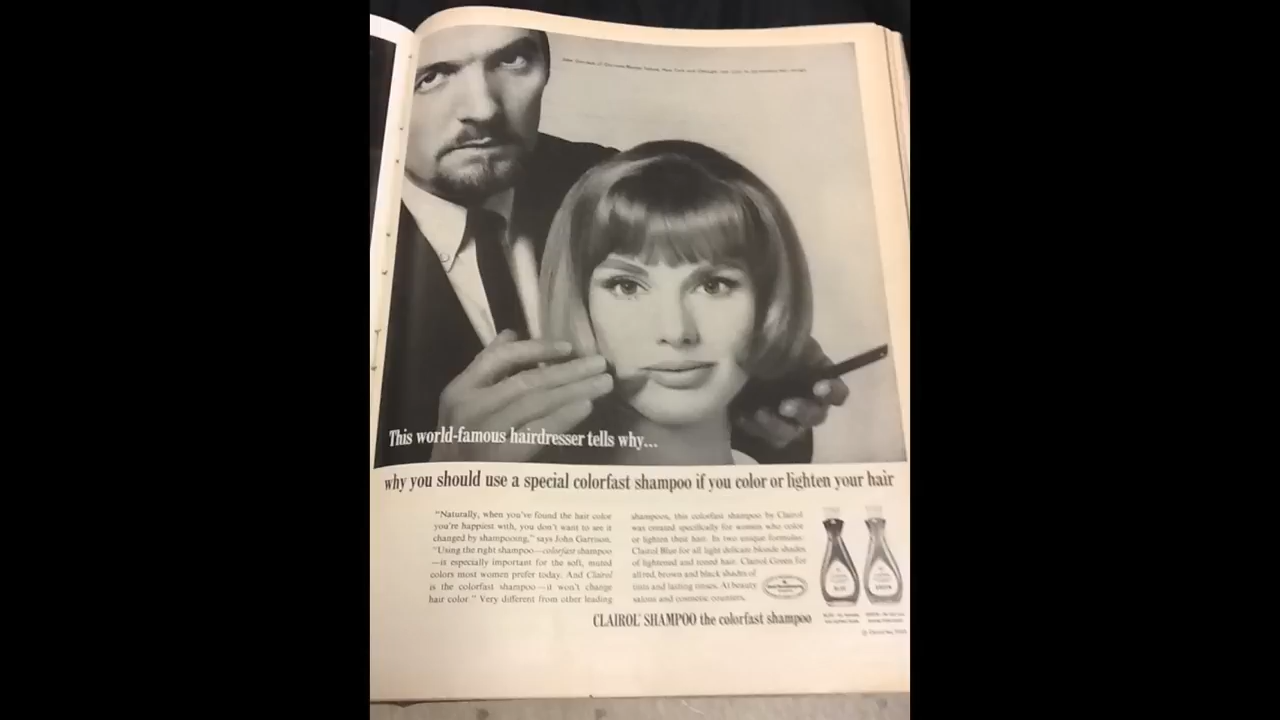 This world-famous hairdresser tells why...
why you should use a special colorfast shampoo if you color or lighten your hair
"Naturally, when you've found the hair color
you're happiest with, you don't want to see it
changed by shampooing," says John Garrison.
"Using the right shampoo—colorfast shampoo
—is especially important for the soft, muted
colors most women prefer today. And Clairol
is the colorfast shampoo—it won't change
hair color." Very different from other leading
shampoos, this colorfast shampoo by Clairol
was created specifically for women who color
or lighten their hair. In two unique formulas:
Clairol Blue for all light delicate blonde shades
of lightened and toned hair. Clairol Green for
all red, brown and black shades of
tints and lasting rinses. At beauty
salons and cosmetic counters.
CLAIROL® SHAMPOO the colorfast shampoo